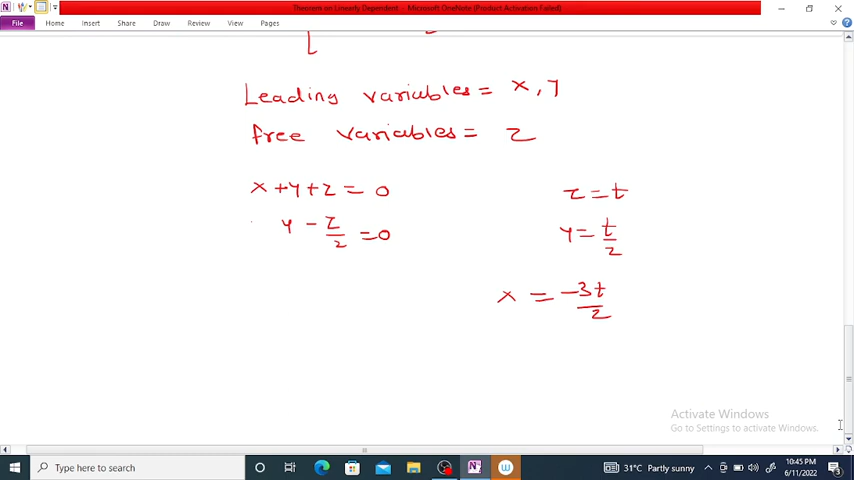 Theorem on Linearly Dependent. - Microsoft OneNote (Product Activation Failed)
File Home Insert Share Draw History Review View Pages
Leading variables = x, y
free variables = z
x + y + z = 0
z = t
y - z/2 = 0
y = t/2
x = -3t/2
Activate Windows
Go to Settings to activate Windows.
Type here to search
31°C Partly sunny
10:45 PM
6/11/2022
3